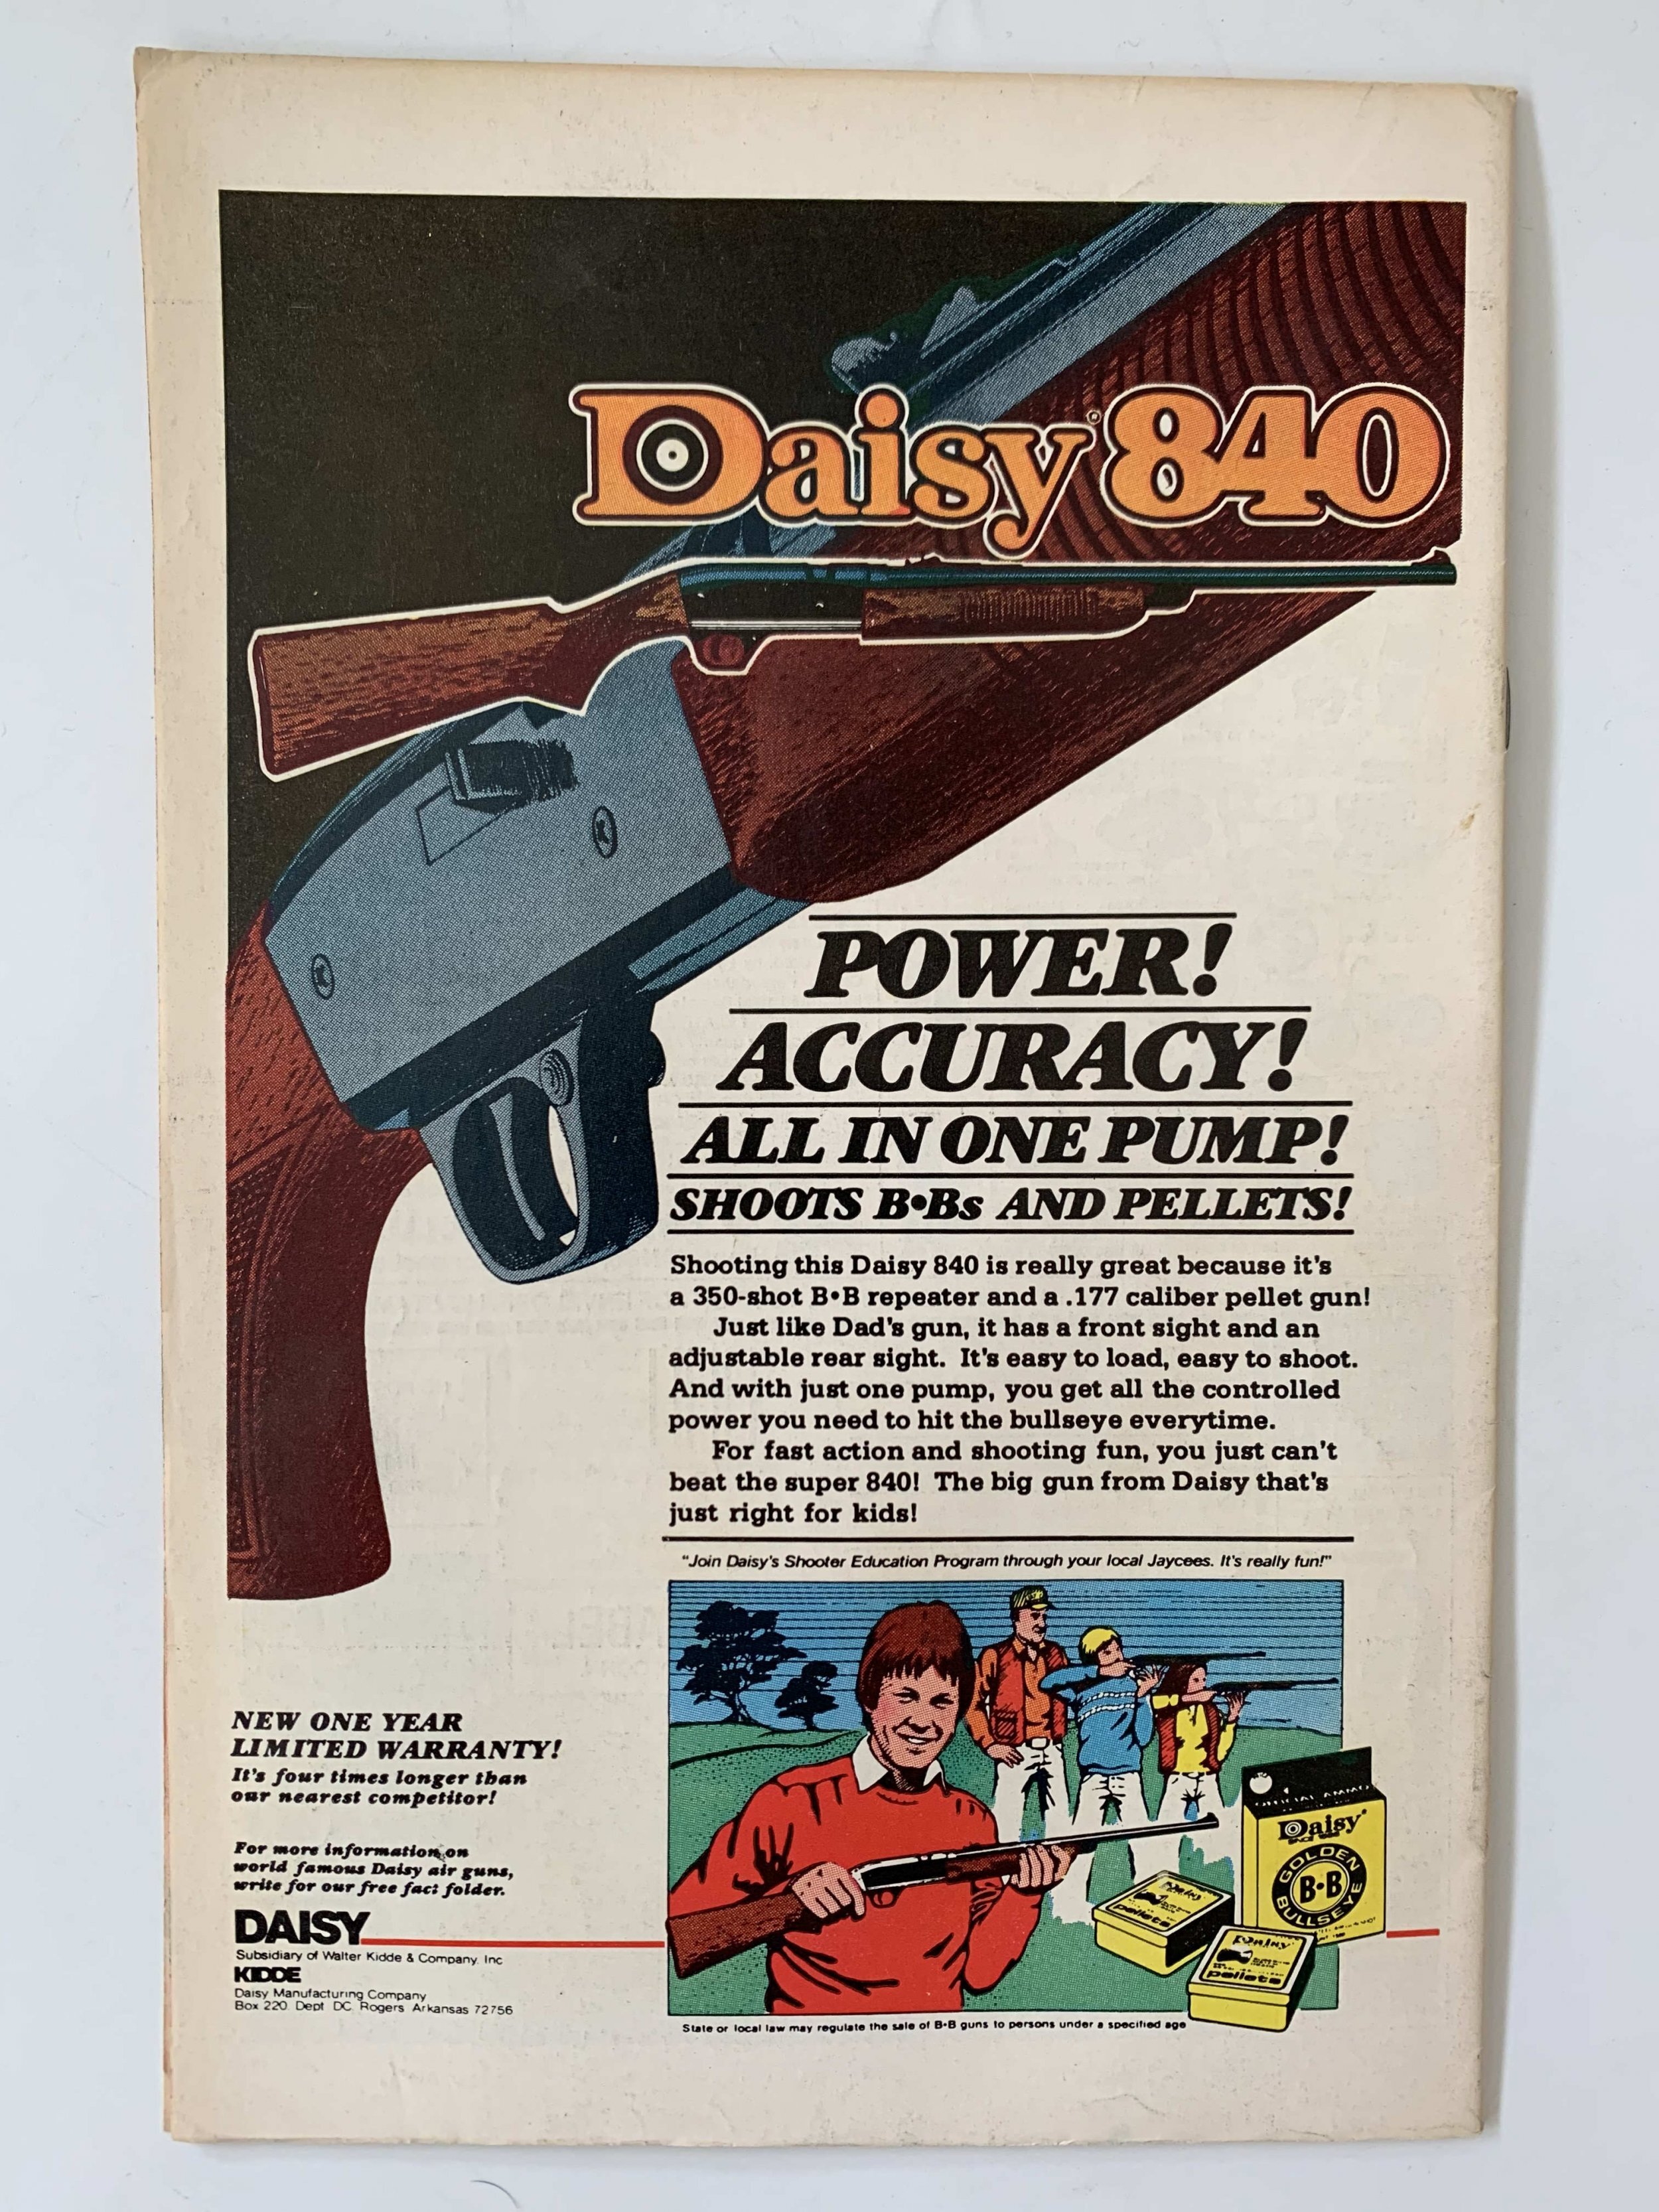 Daisy® 840
POWER!
ACCURACY!
ALL IN ONE PUMP!
SHOOTS B•Bs AND PELLETS!
Shooting this Daisy 840 is really great because it's
a 350-shot B•B repeater and a .177 caliber pellet gun!
Just like Dad's gun, it has a front sight and an
adjustable rear sight. It's easy to load, easy to shoot.
And with just one pump, you get all the controlled
power you need to hit the bullseye everytime.
For fast action and shooting fun, you just can't
beat the super 840! The big gun from Daisy that's
just right for kids!
"Join Daisy's Shooter Education Program through your local Jaycees. It's really fun!"
NEW ONE YEAR
LIMITED WARRANTY!
It's four times longer than
our nearest competitor!
For more information on
world famous Daisy air guns,
write for our free fact folder.
DAISY
Subsidiary of Walter Kidde & Company, Inc
KIDDE
Daisy Manufacturing Company
Box 220, Dept DC, Rogers Arkansas 72756
OFFICIAL AMMO
Daisy
GOLDEN
B•B
BULLSEYE
Daisy
pellets
Daisy
pellets
State or local law may regulate the sale of B•B guns to persons under a specified age